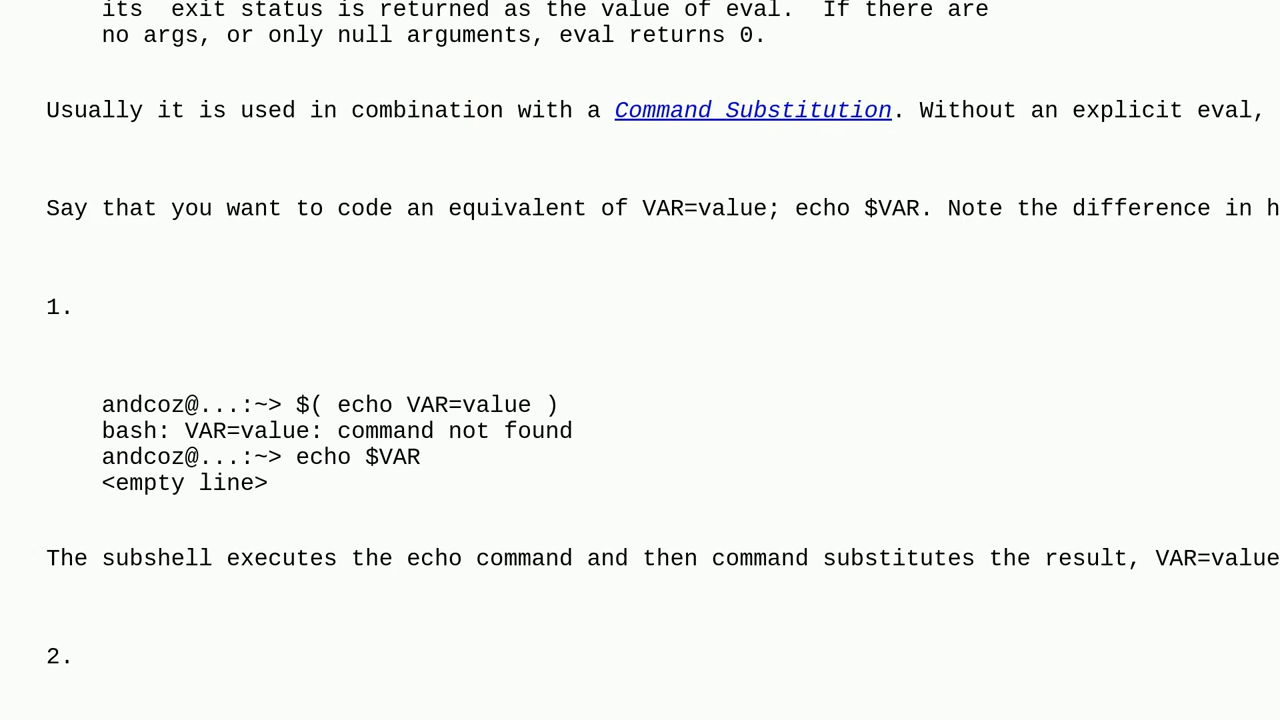 its  exit status is returned as the value of eval.  If there are
no args, or only null arguments, eval returns 0.
Usually it is used in combination with a Command Substitution. Without an explicit eval,
Say that you want to code an equivalent of VAR=value; echo $VAR. Note the difference in h
1.
andcoz@...:~> $( echo VAR=value )
bash: VAR=value: command not found
andcoz@...:~> echo $VAR
<empty line>
The subshell executes the echo command and then command substitutes the result, VAR=value
2.